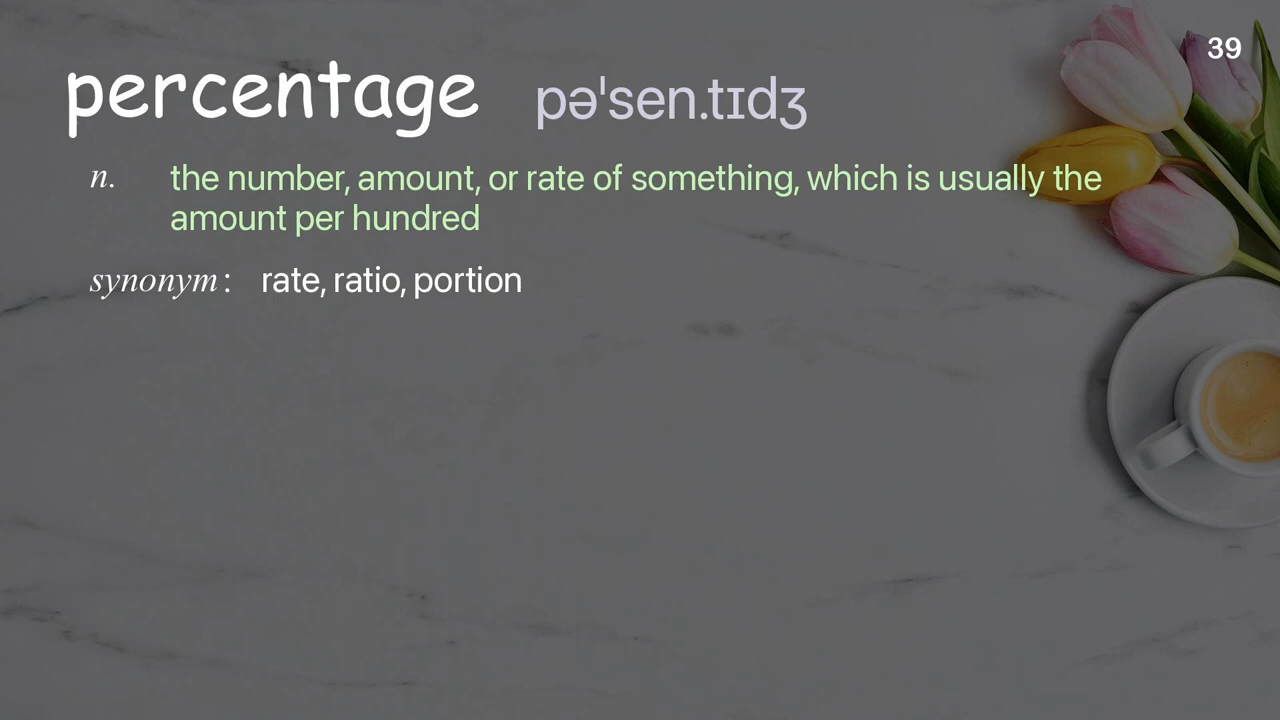 39
percentage pəˈsen.tɪdʒ
n. the number, amount, or rate of something, which is usually the
amount per hundred
synonym: rate, ratio, portion